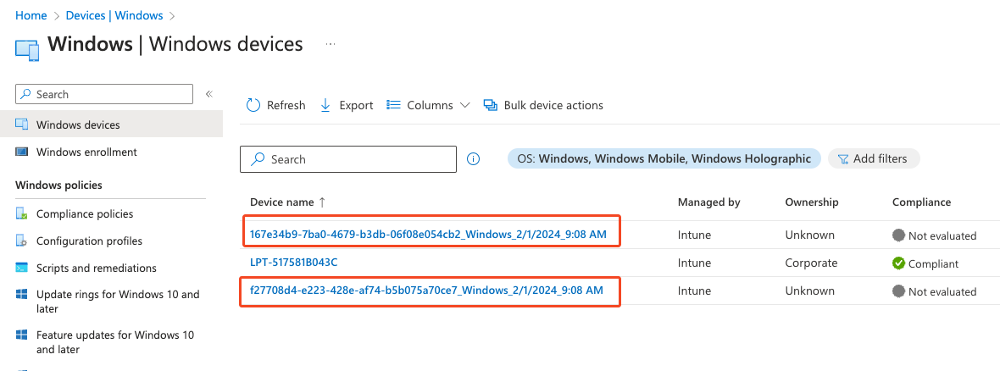 Home > Devices | Windows >
Windows | Windows devices ...
Search «
Windows devices
Windows enrollment
Windows policies
Compliance policies
Configuration profiles
Scripts and remediations
Update rings for Windows 10 and
later
Feature updates for Windows 10
and later
Refresh Export Columns Bulk device actions
Search OS: Windows, Windows Mobile, Windows Holographic Add filters
Device name ↑ Managed by Ownership Compliance
167e34b9-7ba0-4679-b3db-06f08e054cb2_Windows_2/1/2024_9:08 AM Intune Unknown Not evaluated
LPT-517581B043C Intune Corporate Compliant
f27708d4-e223-428e-af74-b5b075a70ce7_Windows_2/1/2024_9:08 AM Intune Unknown Not evaluated